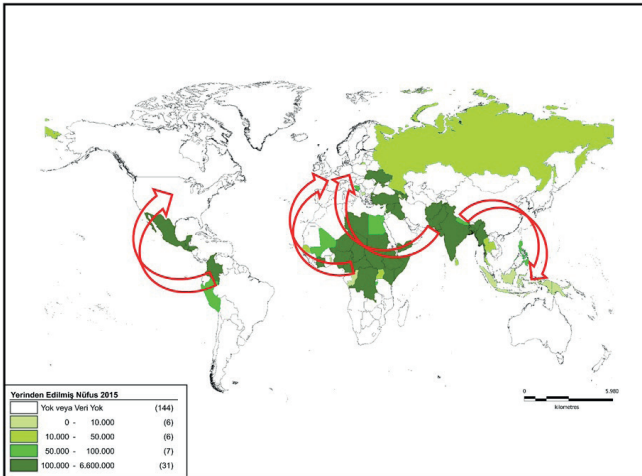 Yerinden Edilmiş Nüfus 2015
Yok veya Veri Yok (144)
0 - 10.000 (6)
10.000 - 50.000 (6)
50.000 - 100.000 (7)
100.000 - 6.600.000 (31)
0 5.980
kilometres